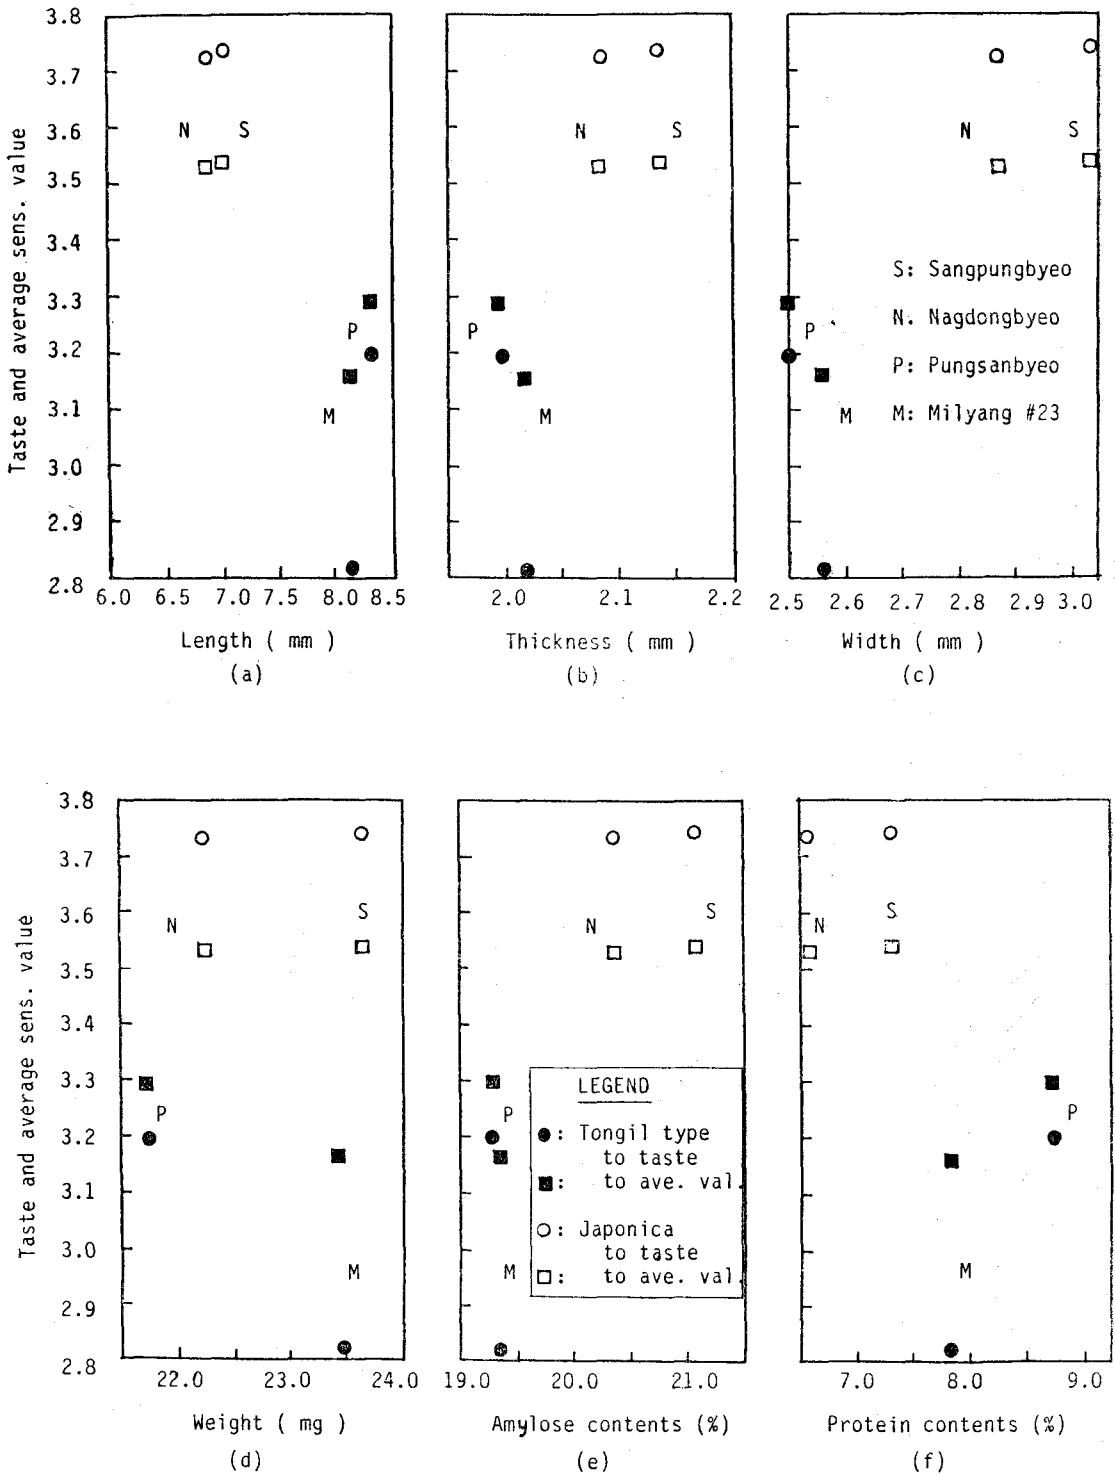 Taste and average sens. value
3.8
3.7
3.6
3.5
3.4
3.3
3.2
3.1
3.0
2.9
2.8
N S
P
M
6.0 6.5 7.0 7.5 8.0 8.5
Length ( mm )
(a)
N S
P
M
2.0 2.1 2.2
Thickness ( mm )
(b)
N S
S: Sangpungbyeo
N. Nagdongbyeo
P: Pungsanbyeo
M: Milyang #23
P
M
2.5 2.6 2.7 2.8 2.9 3.0
Width ( mm )
(c)
Taste and average sens. value
3.8
3.7
3.6
3.5
3.4
3.3
3.2
3.1
3.0
2.9
2.8
N S
P
M
22.0 23.0 24.0
Weight ( mg )
(d)
N S
P
M
LEGEND
: Tongil type
to taste
: to ave. val.
: Japonica
to taste
: to ave. val.
19.0 20.0 21.0
Amylose contents (%)
(e)
N S
P
M
7.0 8.0 9.0
Protein contents (%)
(f)